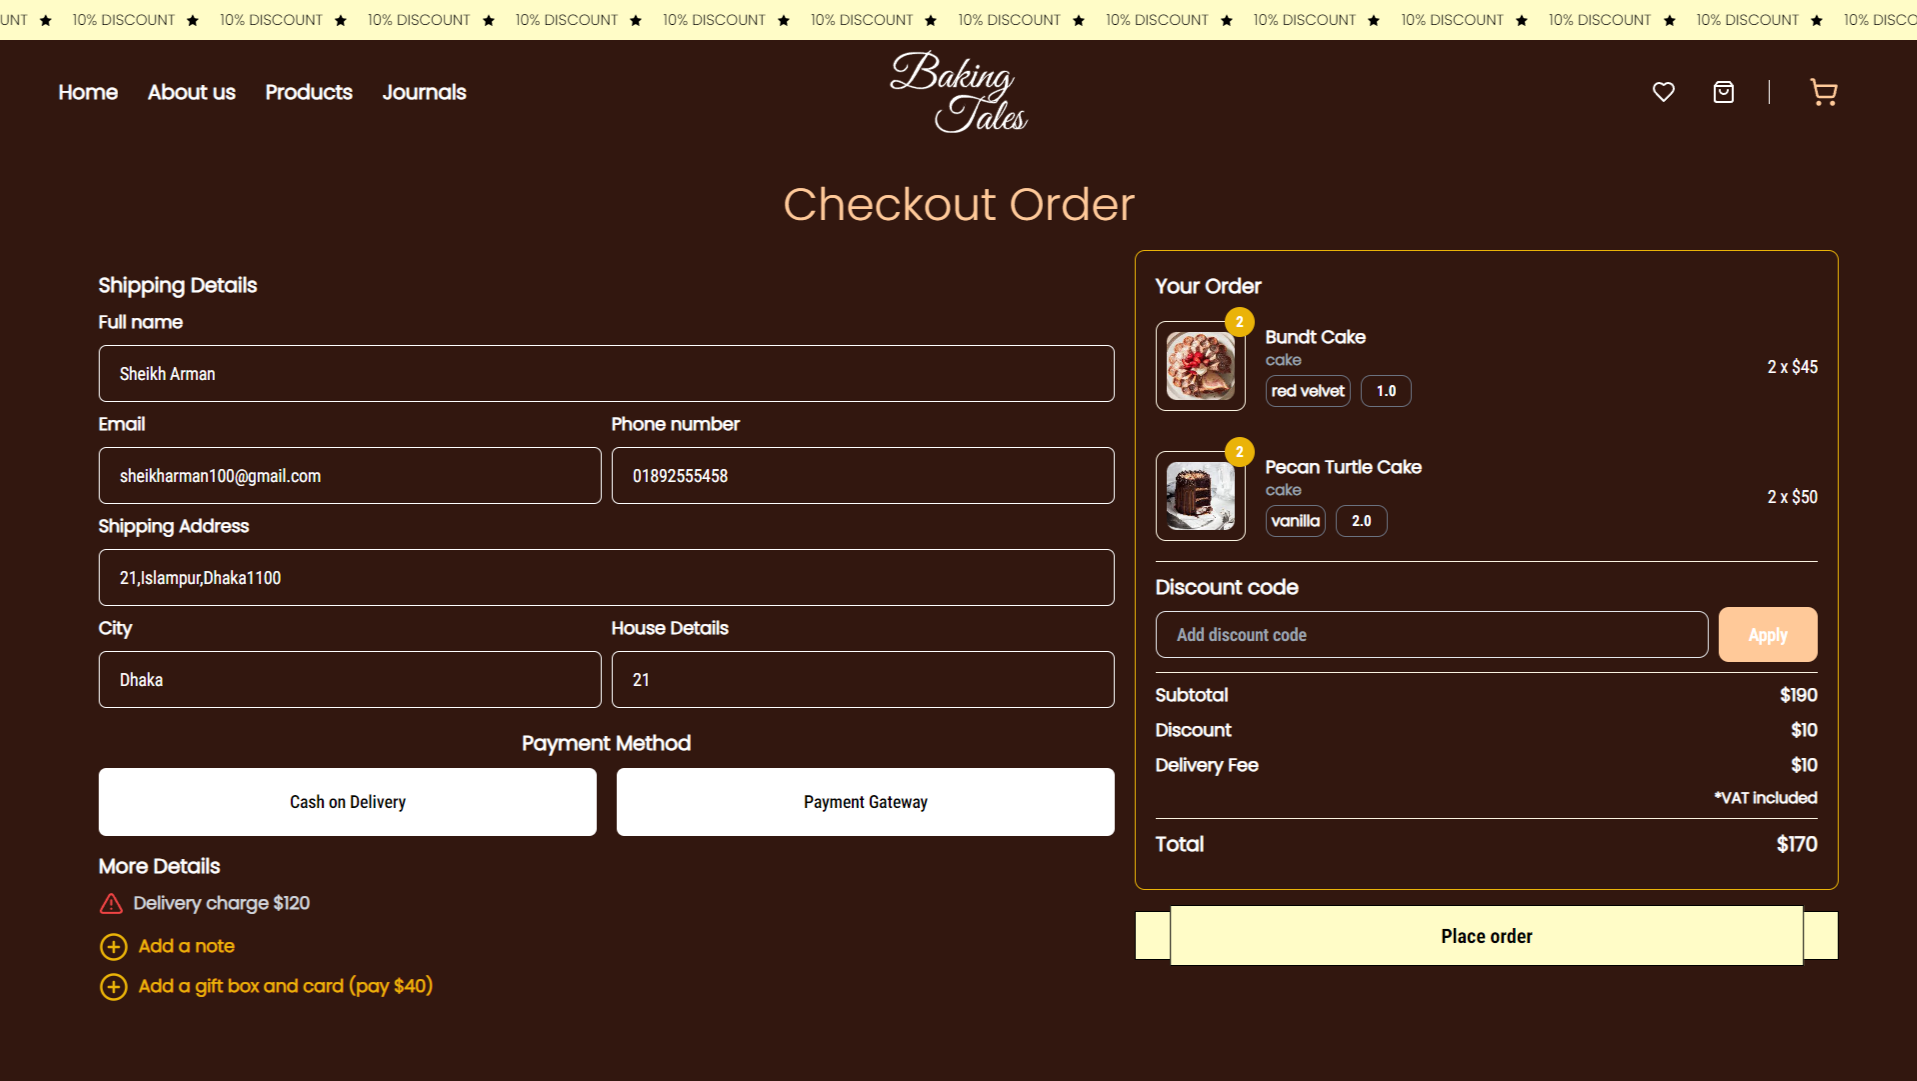 UNT ★ 10% DISCOUNT ★ 10% DISCOUNT ★ 10% DISCOUNT ★ 10% DISCOUNT ★ 10% DISCOUNT ★ 10% DISCOUNT ★ 10% DISCOUNT ★ 10% DISCOUNT ★ 10% DISCOUNT ★ 10% DISCOUNT ★ 10% DISCOUNT ★ 10% DISCOUNT ★ 10% DISCO
Home About us Products Journals
Baking
Tales
Checkout Order
Shipping Details
Full name
Sheikh Arman
Email Phone number
sheikharman100@gmail.com 01892555458
Shipping Address
21,Islampur,Dhaka1100
City House Details
Dhaka 21
Payment Method
Cash on Delivery Payment Gateway
More Details
Delivery charge $120
Add a note
Add a gift box and card (pay $40)
Your Order
2
Bundt Cake
cake
red velvet 1.0
2 x $45
2
Pecan Turtle Cake
cake
vanilla 2.0
2 x $50
Discount code
Add discount code Apply
Subtotal $190
Discount $10
Delivery Fee $10
*VAT included
Total $170
Place order